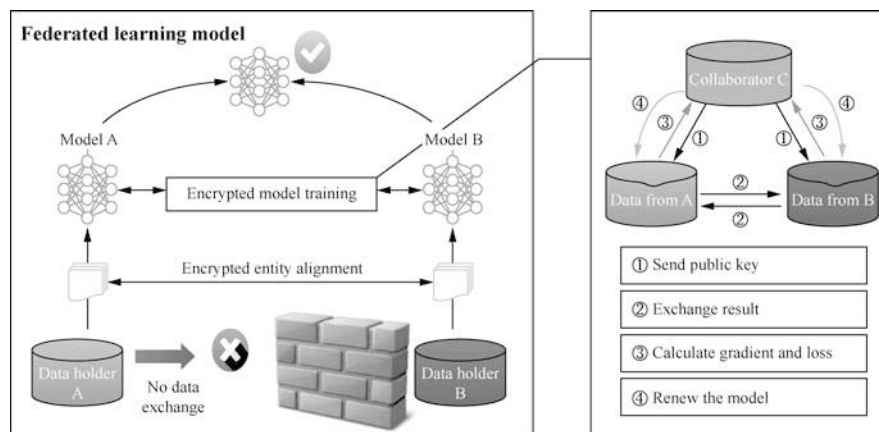 Federated learning model
Model A
Model B
Encrypted model training
Encrypted entity alignment
Data holder
A
No data
exchange
Data holder
B
Collaborator C
④
③
①
①
③
④
Data from A
②
②
Data from B
① Send public key
② Exchange result
③ Calculate gradient and loss
④ Renew the model